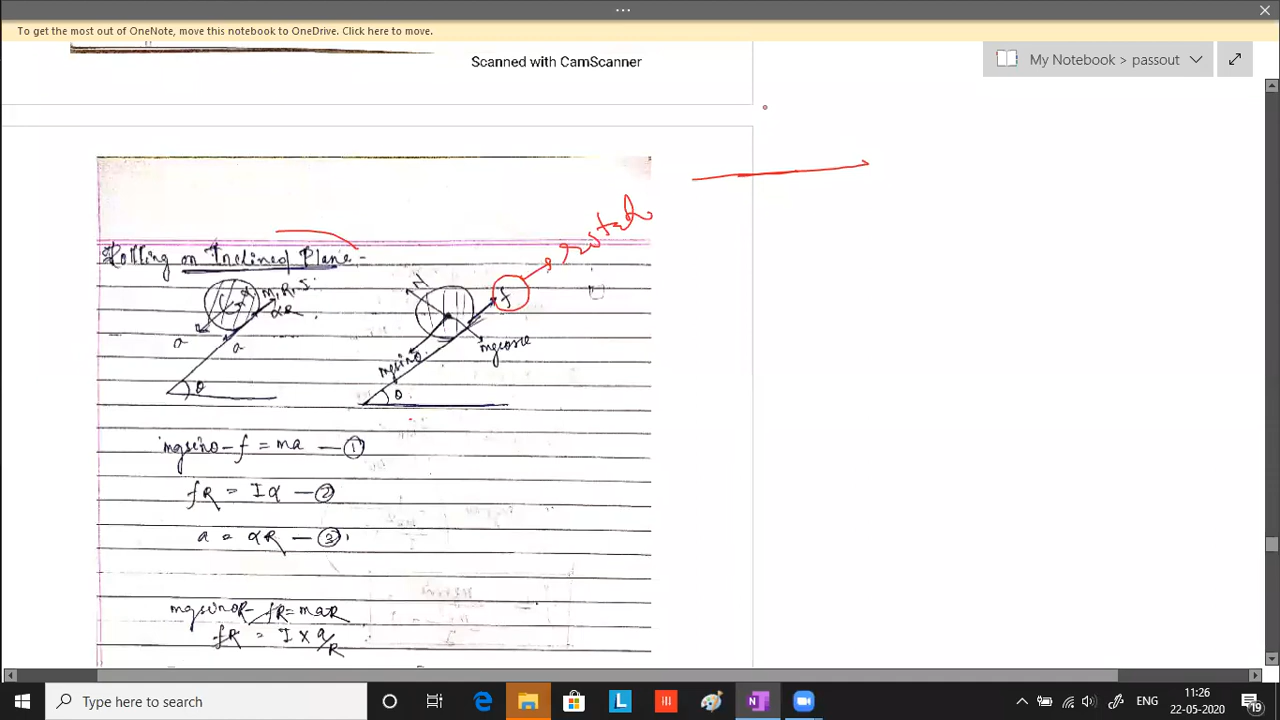 To get the most out of OneNote, move this notebook to OneDrive. Click here to move.
Scanned with CamScanner
My Notebook > passout
Rolling on Inclined Plane -
M, R, I.
αR
a
a
θ
N
f
mgsinθ
mgcosθ
θ
mgsinθ - f = ma — ①
fR = Iα — ②
a = αR — ③
mgsinθR - fR = maR
fR = I x a/R
Type here to search
L
N
ENG
11:26
22-05-2020
19